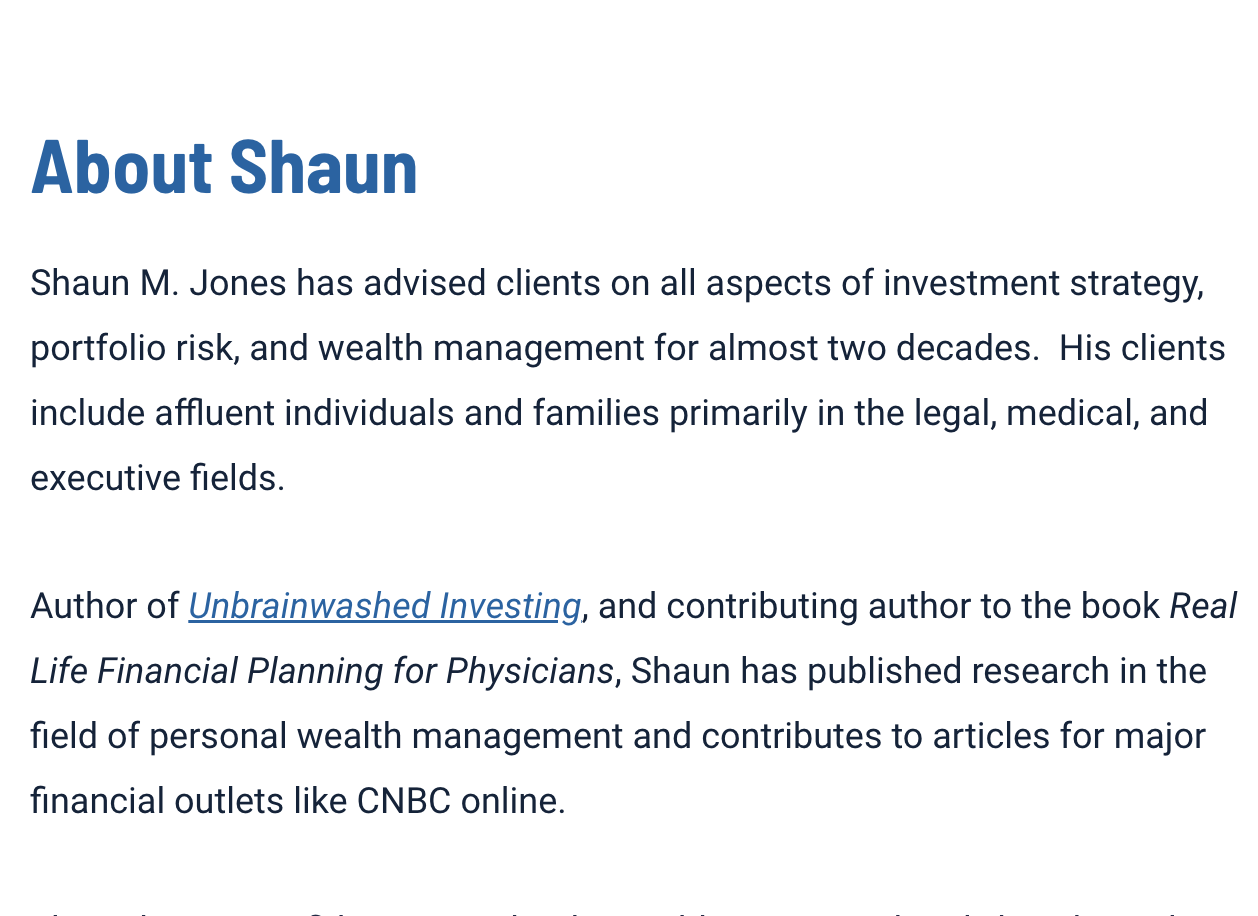 About Shaun
Shaun M. Jones has advised clients on all aspects of investment strategy,
portfolio risk, and wealth management for almost two decades.  His clients
include affluent individuals and families primarily in the legal, medical, and
executive fields.
Author of Unbrainwashed Investing, and contributing author to the book Real
Life Financial Planning for Physicians, Shaun has published research in the
field of personal wealth management and contributes to articles for major
financial outlets like CNBC online.